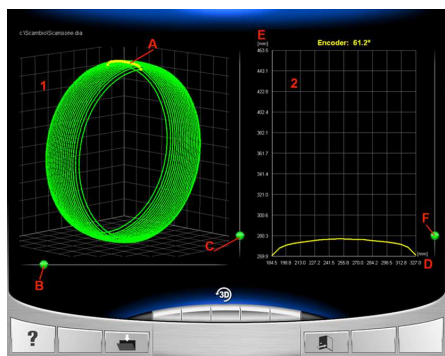 c:\Scambio\Scansione.dia
A
E
[mm]
Encoder: 61.2°
1
2
453.5
443.1
422.8
402.4
382.1
361.7
341.4
321.0
300.6
280.3
259.9
F
C
[mm]
184.5 198.8 213.0 227.2 241.5 255.8 270.0 284.2 298.5 312.8 327.0
D
B
3D
?